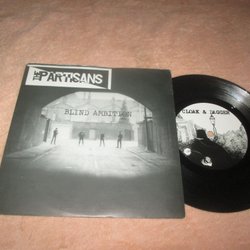 THE PARTISANS
BLIND AMBITION
CLOAK & DAGGER